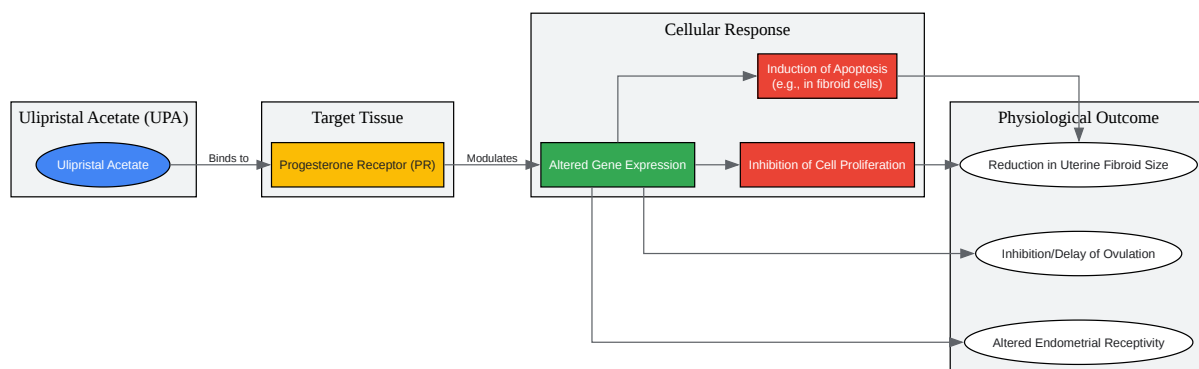 Ulipristal Acetate (UPA)
Ulipristal Acetate
Binds to
Target Tissue
Progesterone Receptor (PR)
Modulates
Cellular Response
Altered Gene Expression
Induction of Apoptosis
(e.g., in fibroid cells)
Inhibition of Cell Proliferation
Physiological Outcome
Reduction in Uterine Fibroid Size
Inhibition/Delay of Ovulation
Altered Endometrial Receptivity